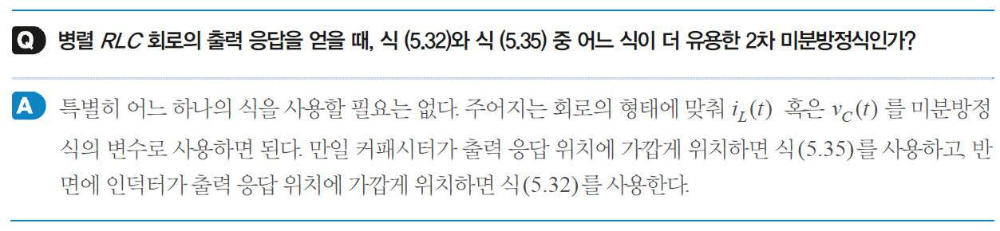 Q 병렬 RLC 회로의 출력 응답을 얻을 때, 식 (5.32)와 식 (5.35) 중 어느 식이 더 유용한 2차 미분방정식인가?
A 특별히 어느 하나의 식을 사용할 필요는 없다. 주어지는 회로의 형태에 맞춰 i_L(t) 혹은 v_C(t) 를 미분방정
식의 변수로 사용하면 된다. 만일 커패시터가 출력 응답 위치에 가깝게 위치하면 식(5.35)를 사용하고, 반
면에 인덕터가 출력 응답 위치에 가깝게 위치하면 식(5.32)를 사용한다.